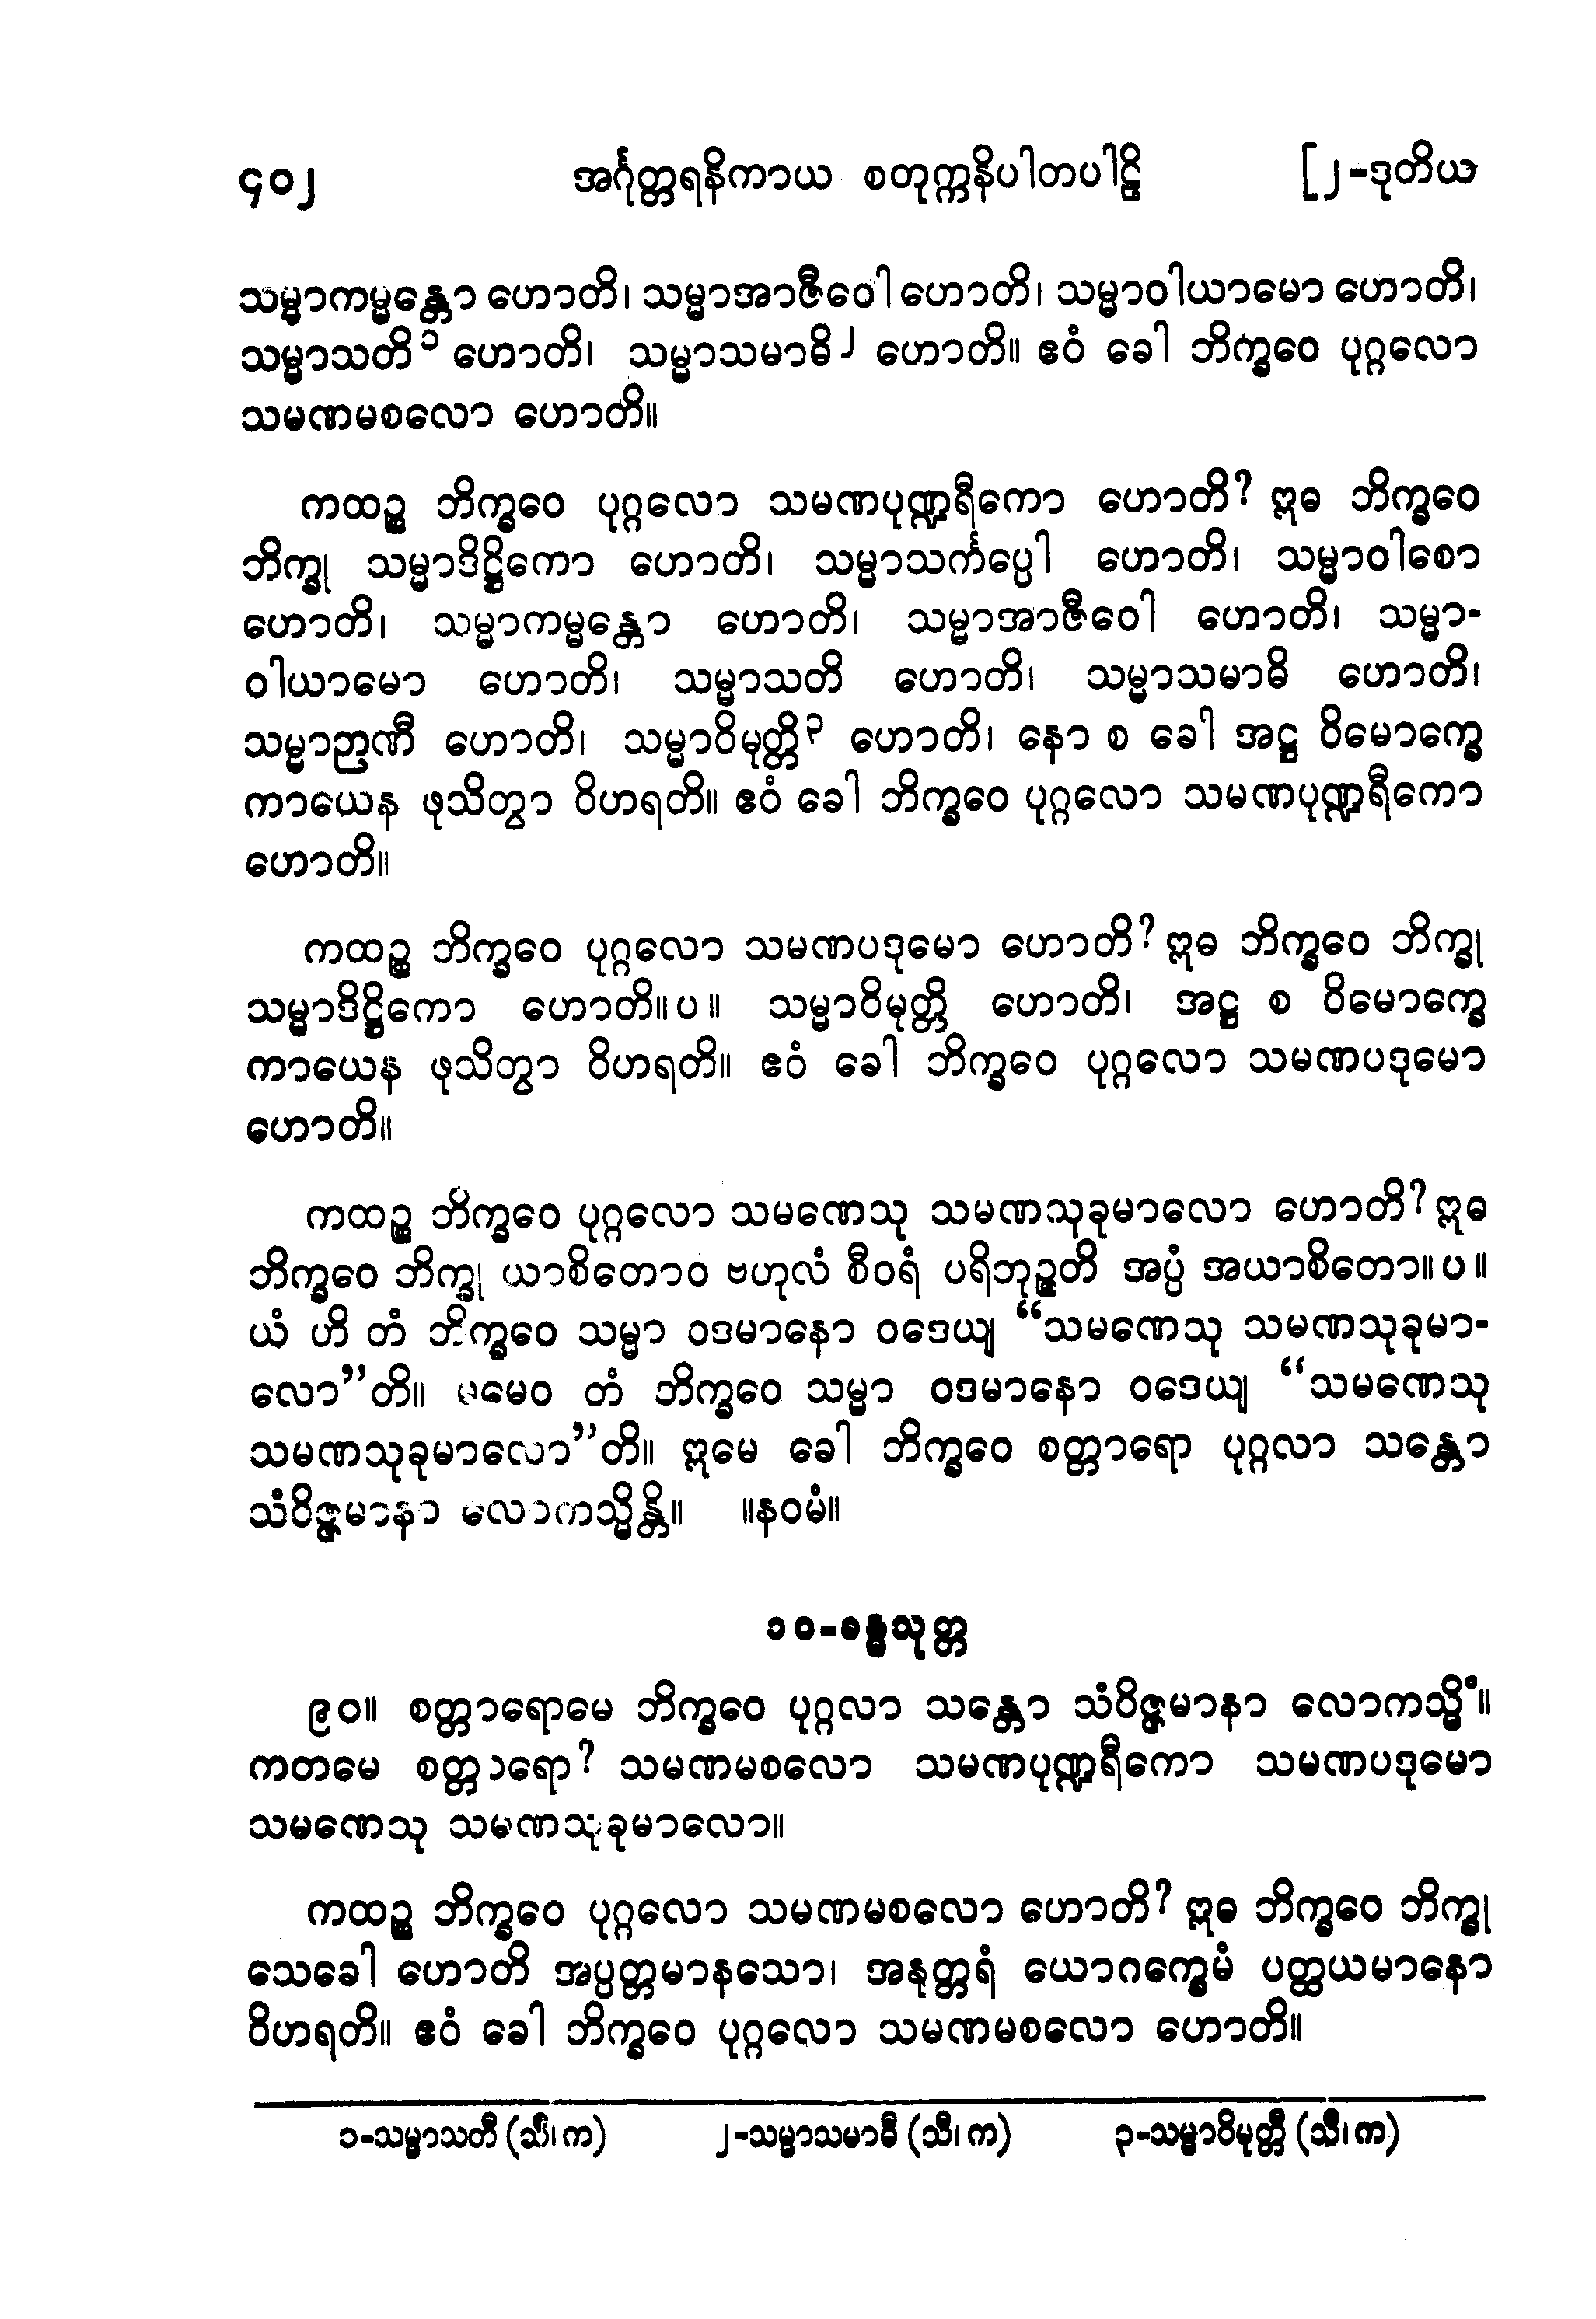 ၄၀၂ အင်္ဂုတ္တရနိကာယ စတုက္ကနိပါတပါဠိ [၂-ဒုတိယ
သမ္မာကမ္မန္တော ဟောတိ၊ သမ္မာအာဇီဝေါ ဟောတိ၊ သမ္မာဝါယာမော ဟောတိ၊
သမ္မာသတိ၁ ဟောတိ၊ သမ္မာသမာဓိ၂ ဟောတိ။ ဧဝံ ခေါ ဘိက္ခဝေ ပုဂ္ဂလော
သမဏမစလော ဟောတိ။
ကထဉ္စ ဘိက္ခဝေ ပုဂ္ဂလော သမဏပုဏ္ဍရီကော ဟောတိ? ဣဓ ဘိက္ခဝေ
ဘိက္ခု သမ္မာဒိဋ္ဌိကော ဟောတိ၊ သမ္မာသင်္ကပ္ပေါ ဟောတိ၊ သမ္မာဝါစော
ဟောတိ၊ သမ္မာကမ္မန္တော ဟောတိ၊ သမ္မာအာဇီဝေါ ဟောတိ၊ သမ္မာ-
ဝါယာမော ဟောတိ၊ သမ္မာသတိ ဟောတိ၊ သမ္မာသမာဓိ ဟောတိ၊
သမ္မာဉာဏီ ဟောတိ၊ သမ္မာဝိမုတ္တိ၃ ဟောတိ၊ နော စ ခေါ အဋ္ဌ ဝိမောက္ခေ
ကာယေန ဖုသိတွာ ဝိဟရတိ။ ဧဝံ ခေါ ဘိက္ခဝေ ပုဂ္ဂလော သမဏပုဏ္ဍရီကော
ဟောတိ။
ကထဉ္စ ဘိက္ခဝေ ပုဂ္ဂလော သမဏပဒုမော ဟောတိ? ဣဓ ဘိက္ခဝေ ဘိက္ခု
သမ္မာဒိဋ္ဌိကော ဟောတိ။ပ။ သမ္မာဝိမုတ္တိ ဟောတိ၊ အဋ္ဌ စ ဝိမောက္ခေ
ကာယေန ဖုသိတွာ ဝိဟရတိ။ ဧဝံ ခေါ ဘိက္ခဝေ ပုဂ္ဂလော သမဏပဒုမော
ဟောတိ။
ကထဉ္စ ဘိက္ခဝေ ပုဂ္ဂလော သမဏေသု သမဏသုခုမာလော ဟောတိ? ဣဓ
ဘိက္ခဝေ ဘိက္ခု ယာစိတောဝ ဗဟုလံ စီဝရံ ပရိဘုဉ္ဇတိ အပ္ပံ အယာစိတော။ပ။
ယံ ဟိ တံ ဘိက္ခဝေ သမ္မာ ဝဒမာနော ဝဒေယျ “သမဏေသု သမဏသုခုမာ-
လော”တိ။ မမေဝ တံ ဘိက္ခဝေ သမ္မာ ဝဒမာနော ဝဒေယျ “သမဏေသု
သမဏသုခုမာလော”တိ။ ဣမေ ခေါ ဘိက္ခဝေ စတ္တာရော ပုဂ္ဂလာ သန္တော
သံဝိဇ္ဇမာနာ လောကသ္မိန္တိ။ ။နဝမံ။
၁၀-ခန္ဓသုတ္တ
၉၀။ စတ္တာရောမေ ဘိက္ခဝေ ပုဂ္ဂလာ သန္တော သံဝိဇ္ဇမာနာ လောကသ္မိံ။
ကတမေ စတ္တာရော? သမဏမစလော သမဏပုဏ္ဍရီကော သမဏပဒုမော
သမဏေသု သမဏသုခုမာလော။
ကထဉ္စ ဘိက္ခဝေ ပုဂ္ဂလော သမဏမစလော ဟောတိ? ဣဓ ဘိက္ခဝေ ဘိက္ခု
သေခေါ ဟောတိ အပ္ပတ္တမာနသော၊ အနုတ္တရံ ယောဂက္ခေမံ ပတ္ထယမာနော
ဝိဟရတိ။ ဧဝံ ခေါ ဘိက္ခဝေ ပုဂ္ဂလော သမဏမစလော ဟောတိ။
၁-သမ္မာသတီ (သီ၊ က) ၂-သမ္မာသမာဓီ (သီ၊ က) ၃-သမ္မာဝိမုတ္တီ (သီ၊ က)